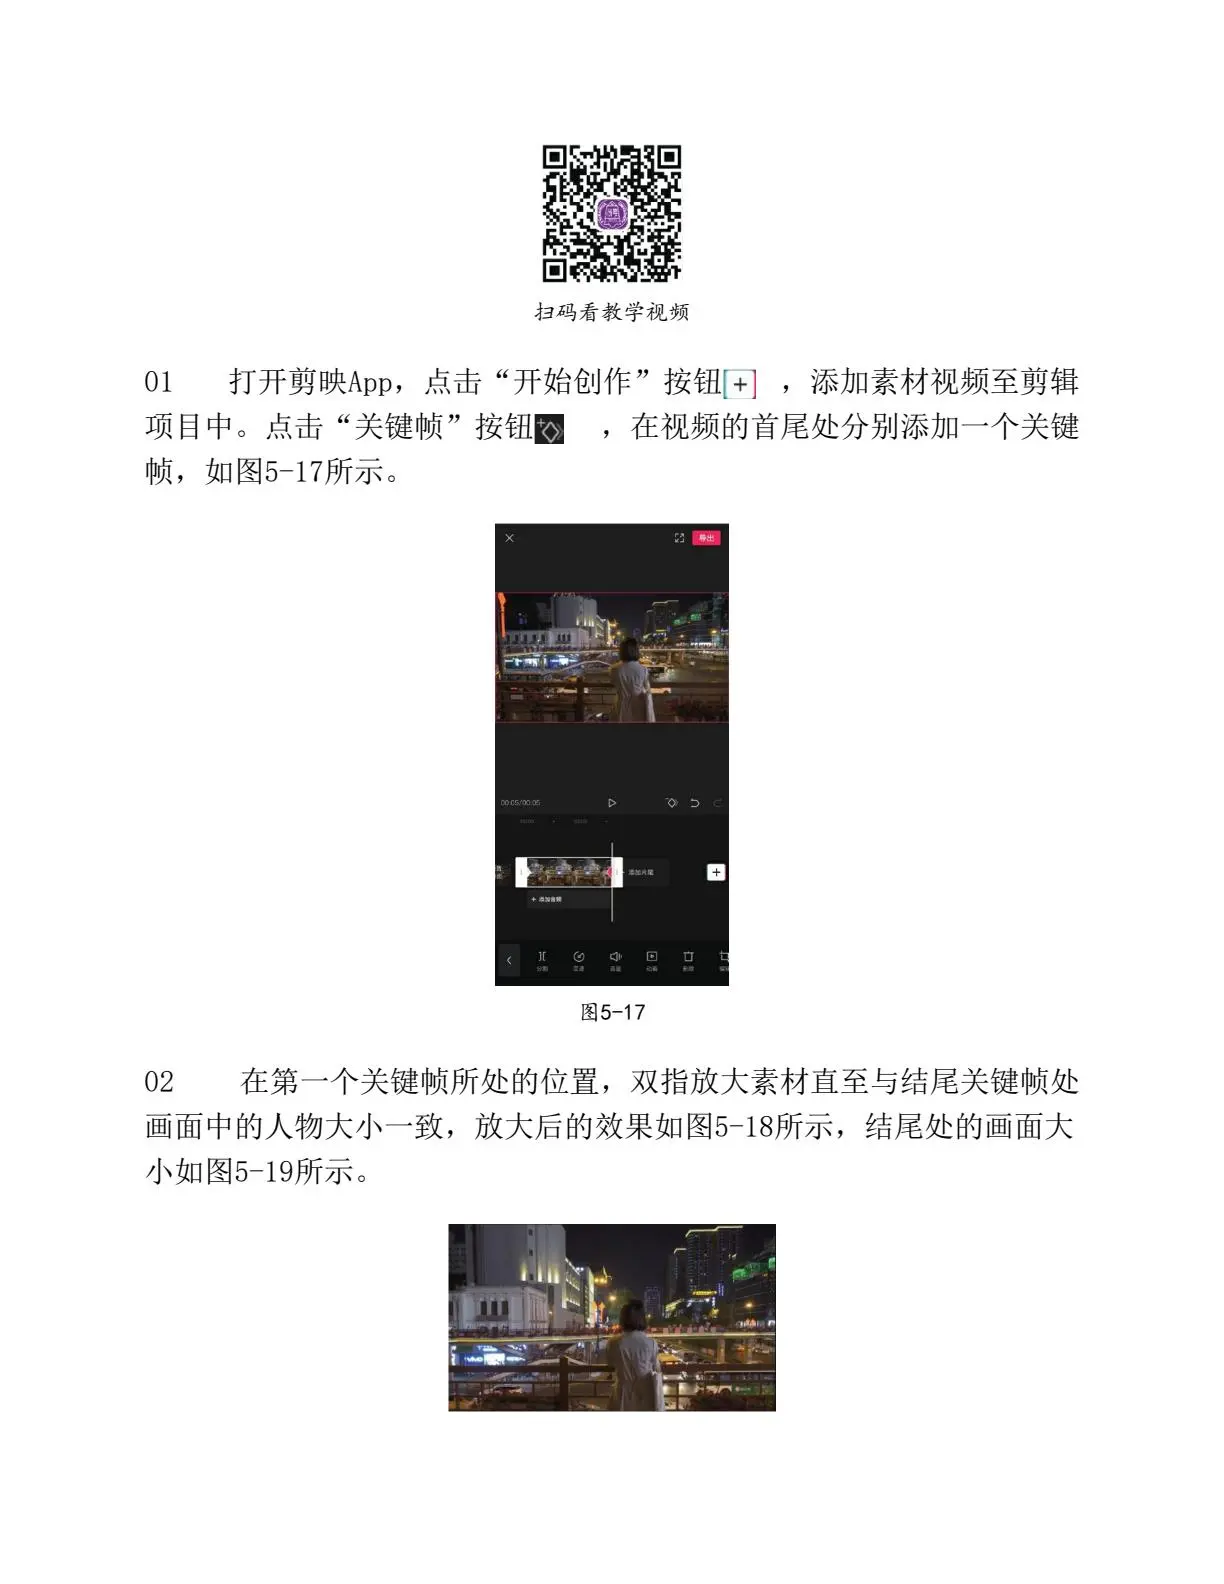 扫码看教学视频
01 打开剪映App，点击“开始创作”按钮 ，添加素材视频至剪辑
项目中。点击“关键帧”按钮 ，在视频的首尾处分别添加一个关键
帧，如图5-17所示。
导出
00:05/00:05
添加片尾
+ 添加音频
分割 变速 音量 动画 删除 编辑
图5-17
02 在第一个关键帧所处的位置，双指放大素材直至与结尾关键帧处
画面中的人物大小一致，放大后的效果如图5-18所示，结尾处的画面大
小如图5-19所示。
vivo